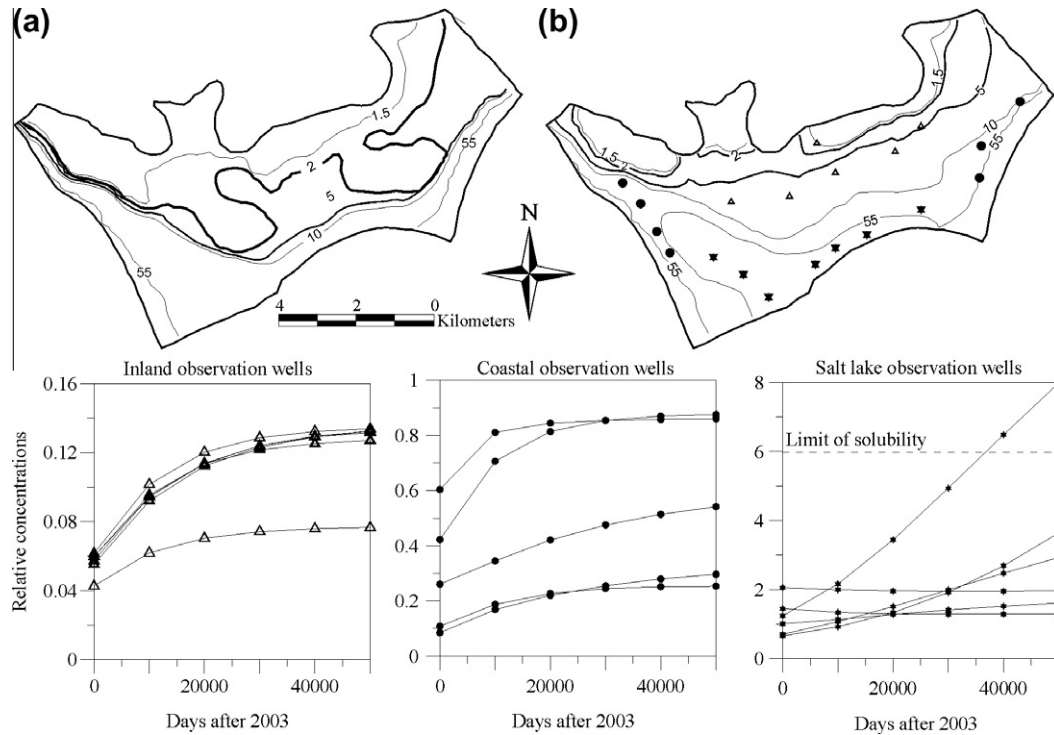 (a)
(b)
1.5
2
5
10
55
55
N
4 2 0
Kilometers
1.5
1.5 2
2
5
10
55
55
55
Inland observation wells
Coastal observation wells
Salt lake observation wells
Relative concentrations
0.16
0.12
0.08
0.04
0
0 20000 40000
Days after 2003
1
0.8
0.6
0.4
0.2
0
0 20000 40000
Days after 2003
8
6
4
2
0
Limit of solubility
0 20000 40000
Days after 2003